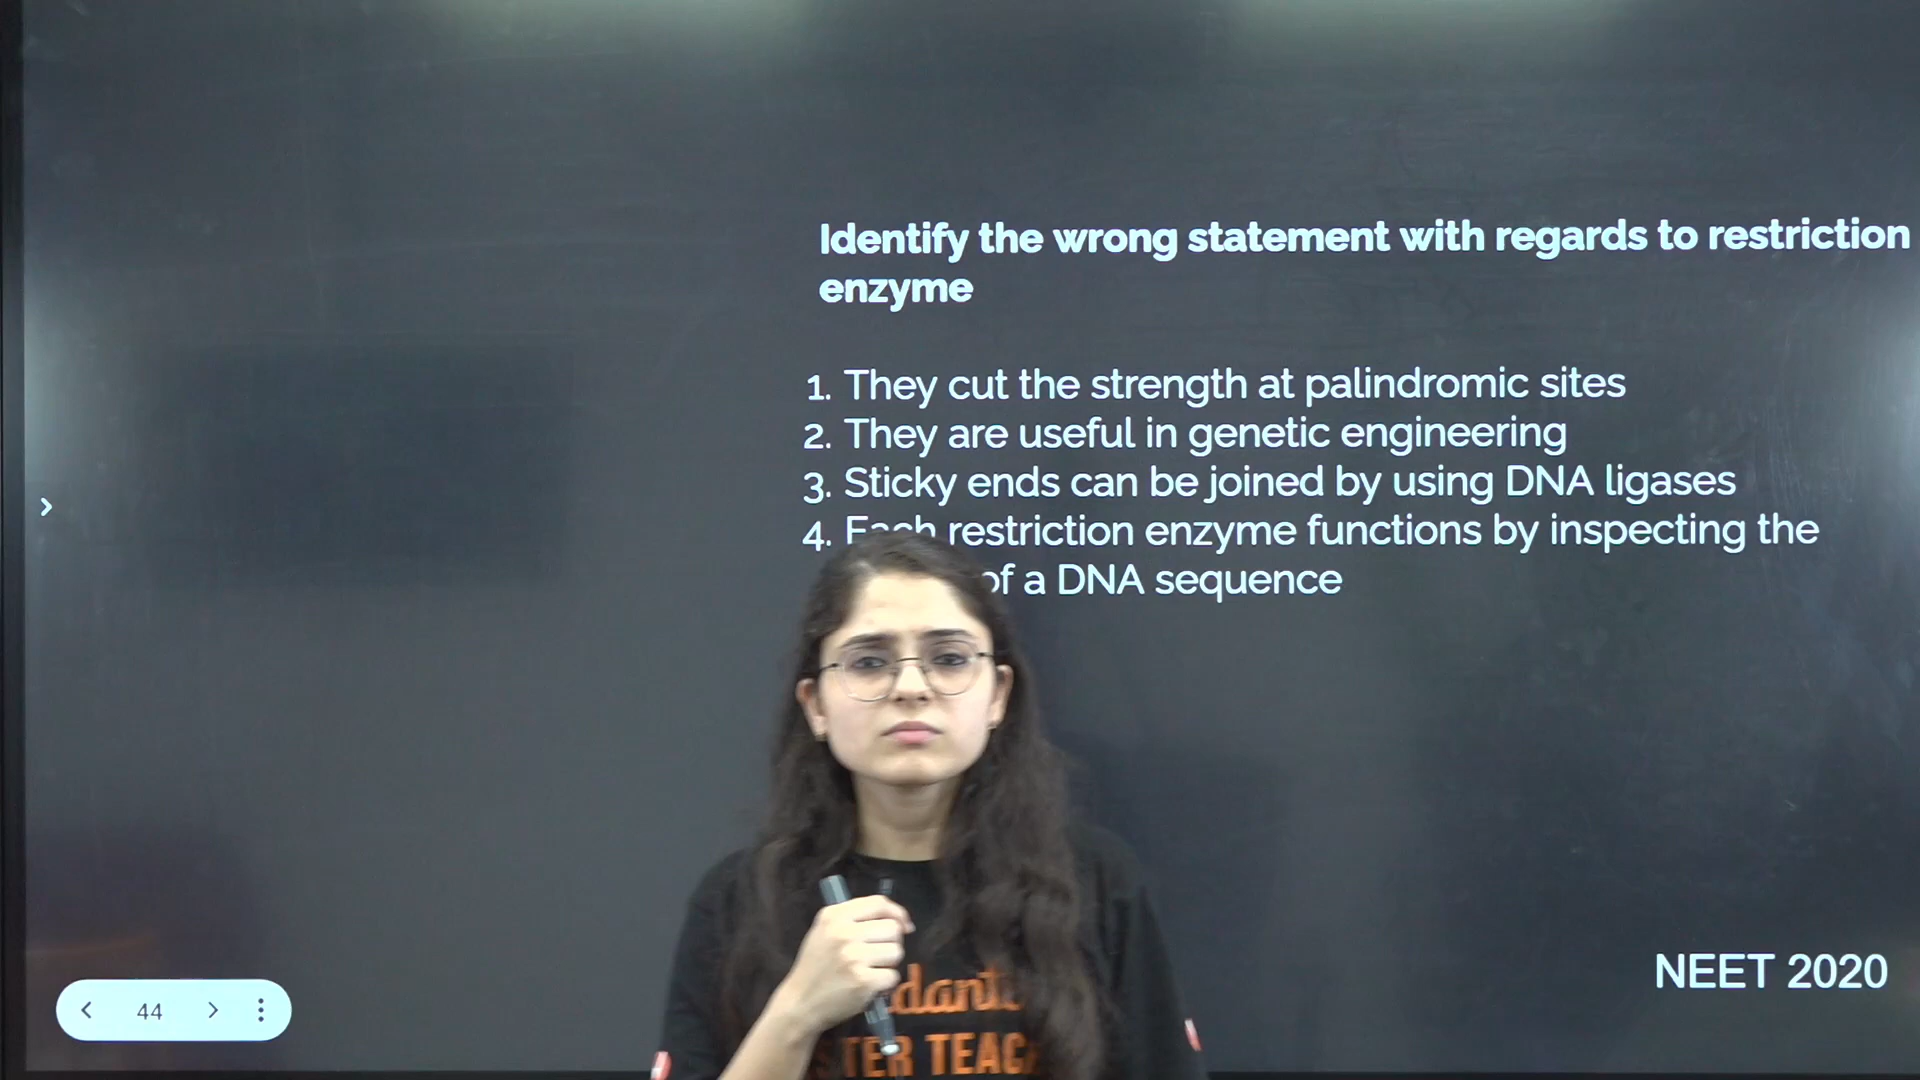 Identify the wrong statement with regards to restriction
enzyme
1. They cut the strength at palindromic sites
2. They are useful in genetic engineering
3. Sticky ends can be joined by using DNA ligases
4. Each restriction enzyme functions by inspecting the
of a DNA sequence
NEET 2020
44